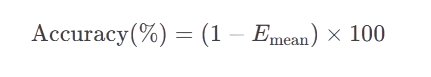 Accuracy(%) = (1 − E_mean) × 100